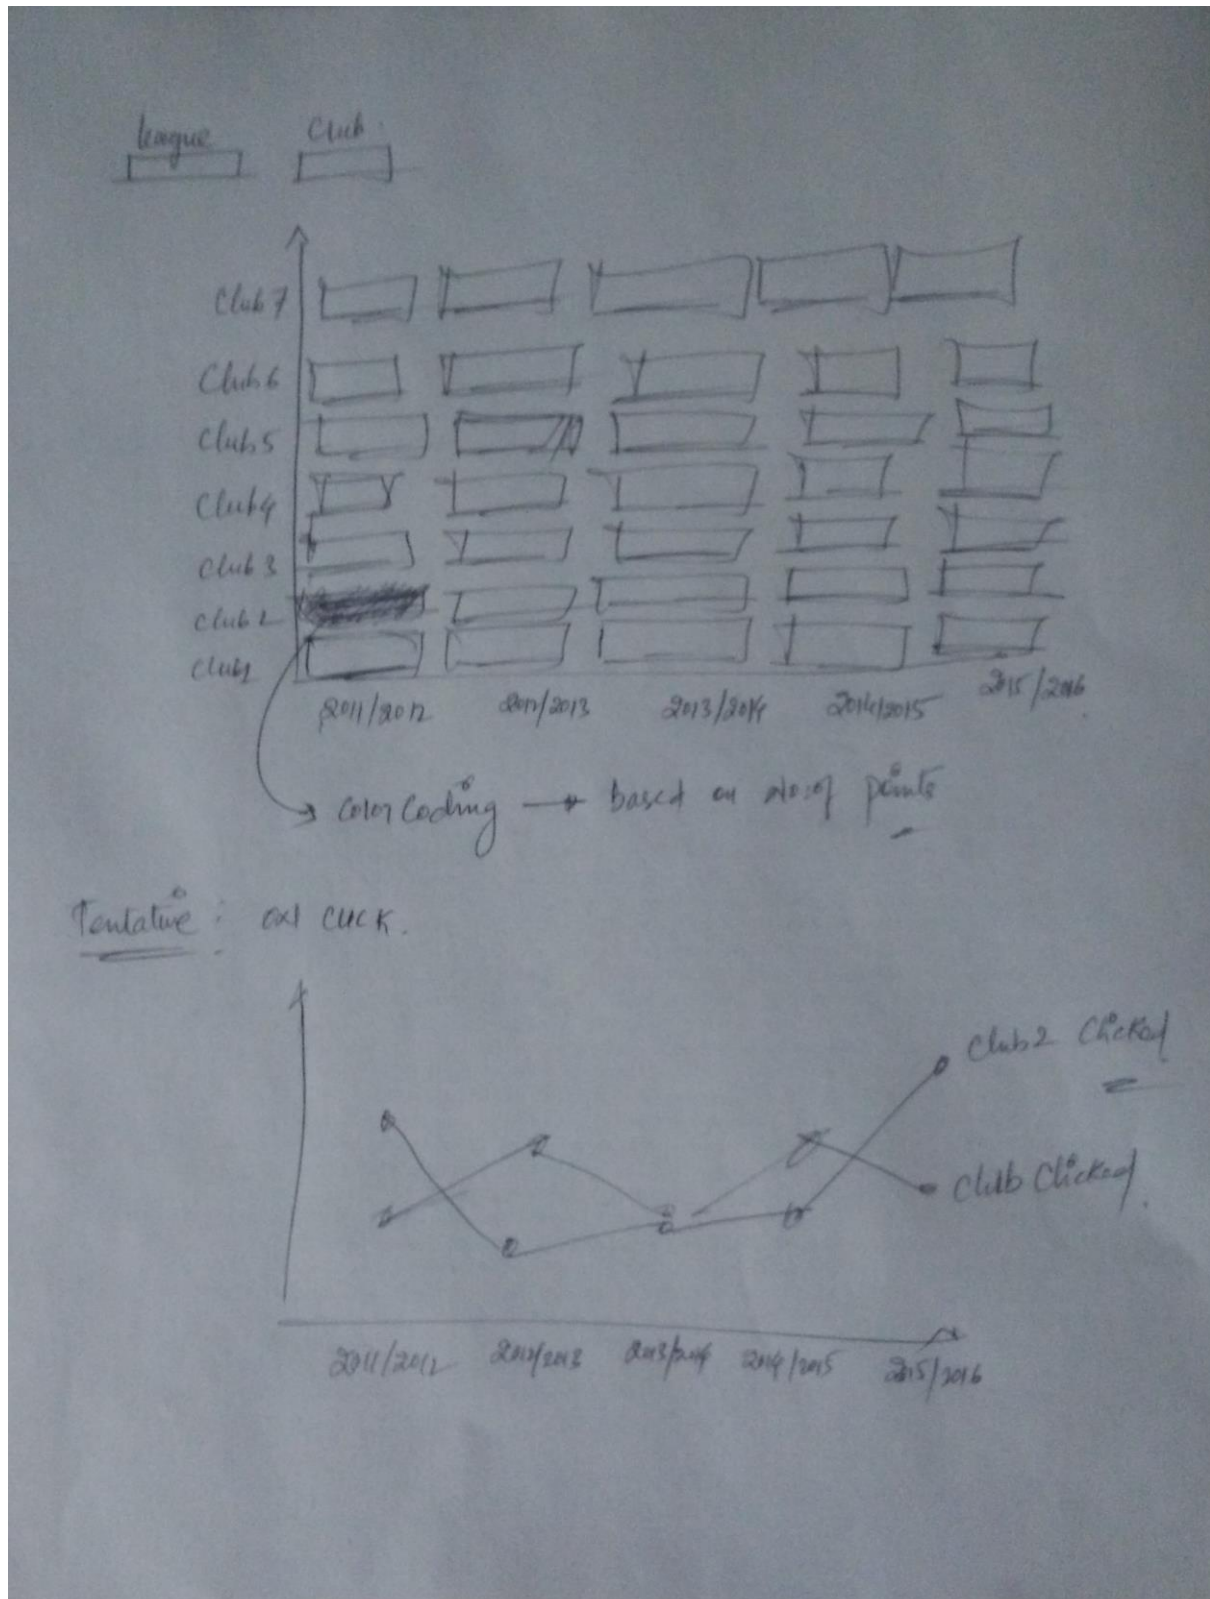 league Club
Club 7
Club 6
Club 5
Club 4
Club 3
Club 2
Club 1
2011/2012 2012/2013 2013/2014 2014/2015 2015/2016
Color Coding → based on No: of points
Tentative: ON CLICK.
Club 2 Clicked
Club Clicked
2011/2012 2012/2013 2013/2014 2014/2015 2015/2016